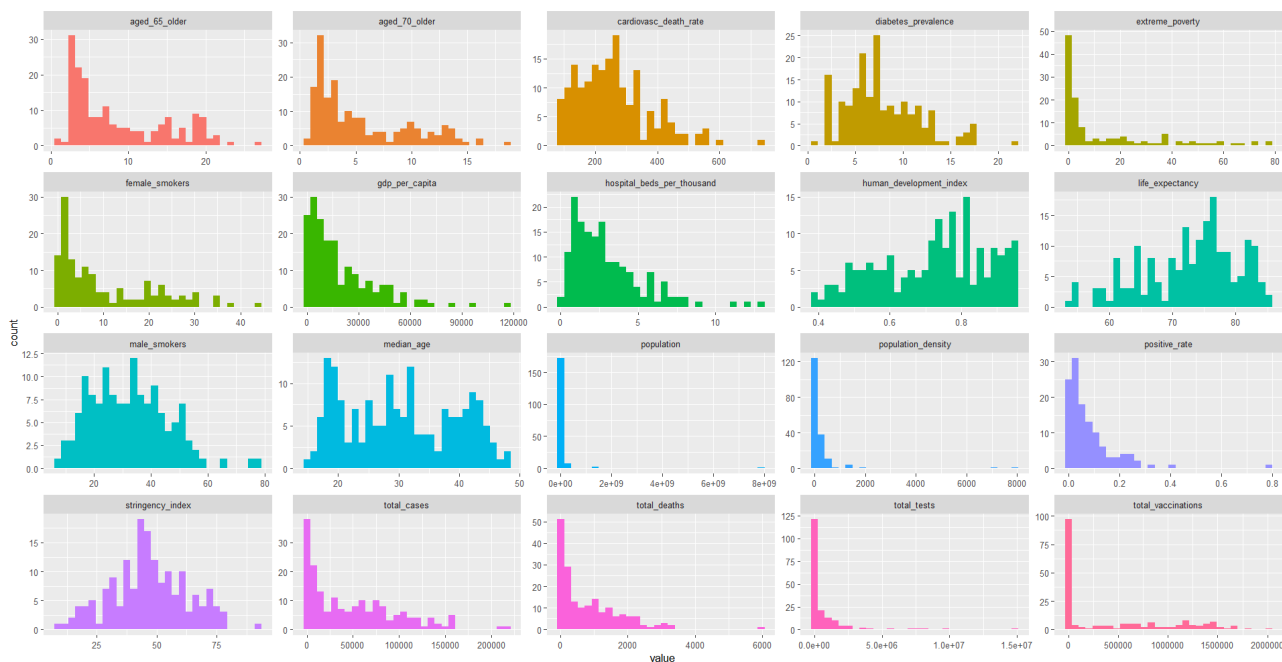 aged_65_older aged_70_older cardiovasc_death_rate diabetes_prevalence extreme_poverty
30 20 10 0
0 10 20
30 20 10 0
0 5 10 15
15 10 5 0
200 400 600
25 20 15 10 5 0
0 5 10 15 20
50 40 30 20 10 0
0 20 40 60 80
female_smokers gdp_per_capita hospital_beds_per_thousand human_development_index life_expectancy
30 20 10 0
0 10 20 30 40
30 20 10 0
0 30000 60000 90000 120000
20 15 10 5 0
0 5 10
15 10 5 0
0.4 0.6 0.8
15 10 5 0
60 70 80
count
male_smokers median_age population population_density positive_rate
12.5 10.0 7.5 5.0 2.5 0.0
20 40 60 80
10 5 0
20 30 40 50
150 100 50 0
0e+00 2e+09 4e+09 6e+09 8e+09
120 80 40 0
0 2000 4000 6000 8000
30 20 10 0
0.0 0.2 0.4 0.6 0.8
stringency_index total_cases total_deaths total_tests total_vaccinations
15 10 5 0
25 50 75
40 30 20 10 0
0 50000 100000 150000 200000
50 40 30 20 10 0
0 2000 4000 6000
125 100 75 50 25 0
0.0e+00 5.0e+06 1.0e+07 1.5e+07
100 75 50 25 0
0 500000 1000000 1500000 2000000
value